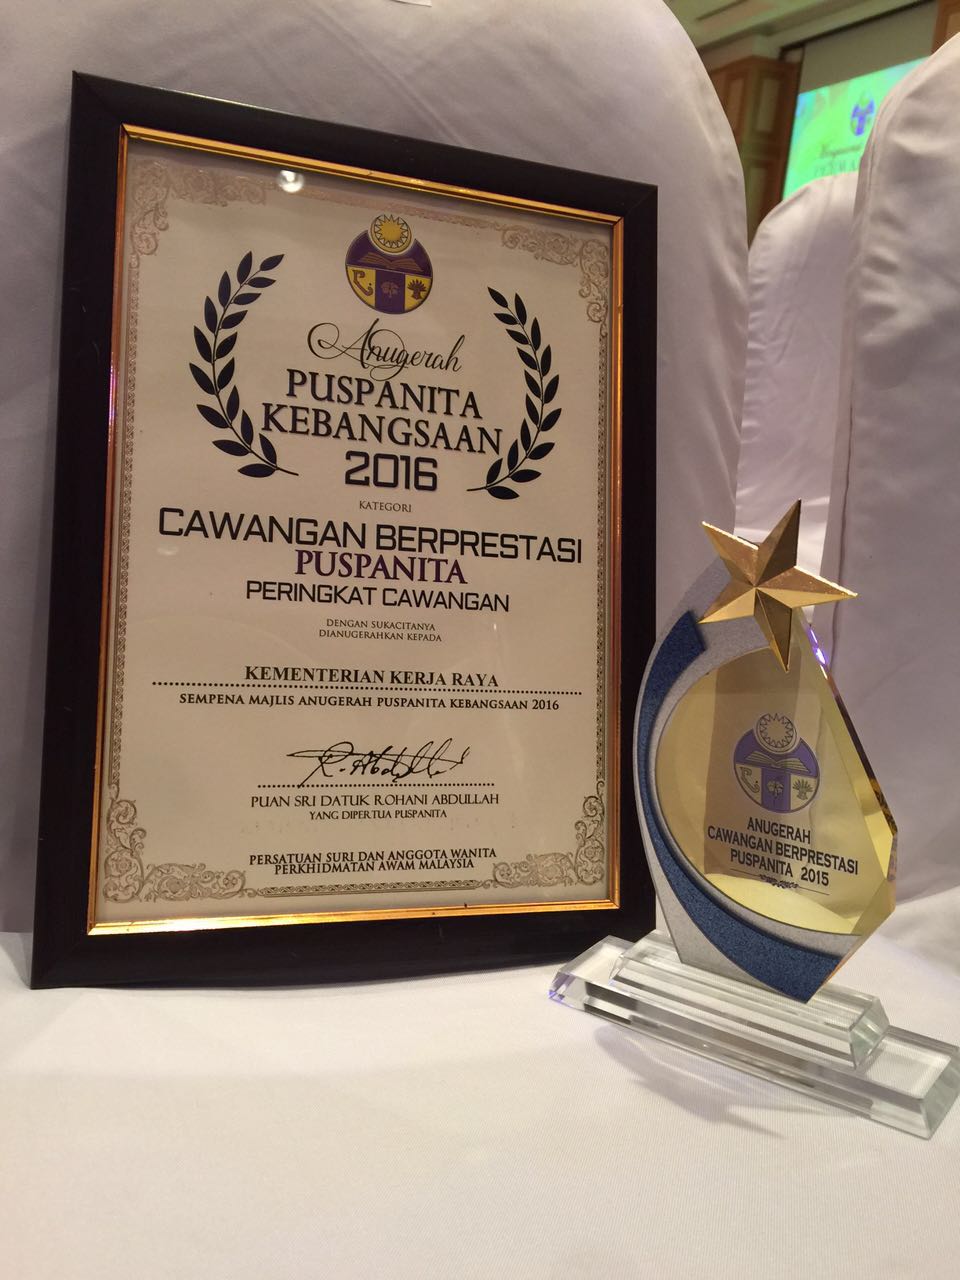 Anugerah
PUSPANITA
KEBANGSAAN
2016
KATEGORI
CAWANGAN BERPRESTASI
PUSPANITA
PERINGKAT CAWANGAN
DENGAN SUKACITANYA
DIANUGERAHKAN KEPADA
KEMENTERIAN KERJA RAYA
SEMPENA MAJLIS ANUGERAH PUSPANITA KEBANGSAAN 2016
R. Abdullah
PUAN SRI DATUK ROHANI ABDULLAH
YANG DIPERTUA PUSPANITA
PERSATUAN SURI DAN ANGGOTA WANITA
PERKHIDMATAN AWAM MALAYSIA
ANUGERAH
CAWANGAN BERPRESTASI
PUSPANITA 2015